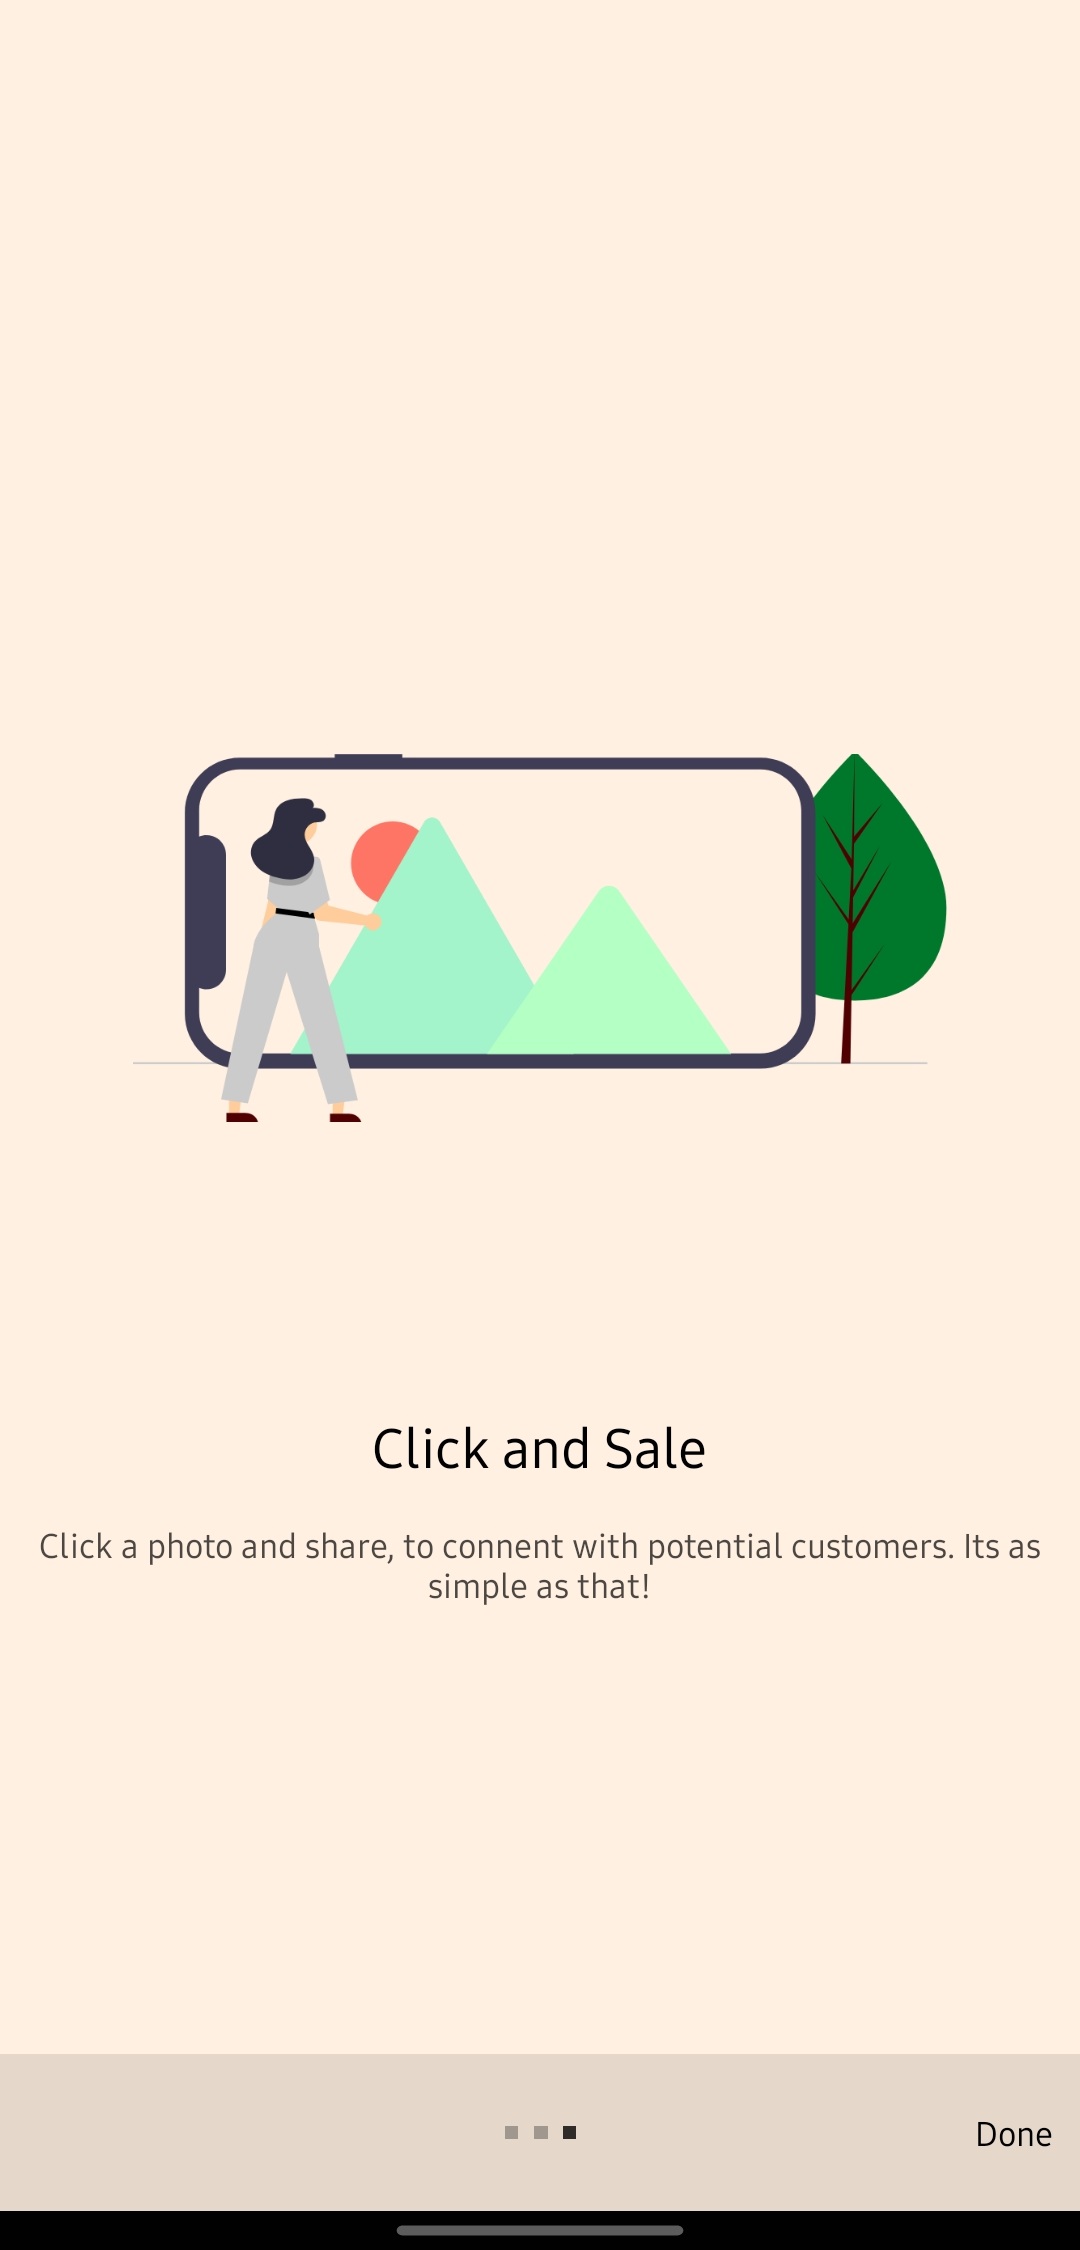 Click and Sale
Click a photo and share, to connent with potential customers. Its as
simple as that!
Done